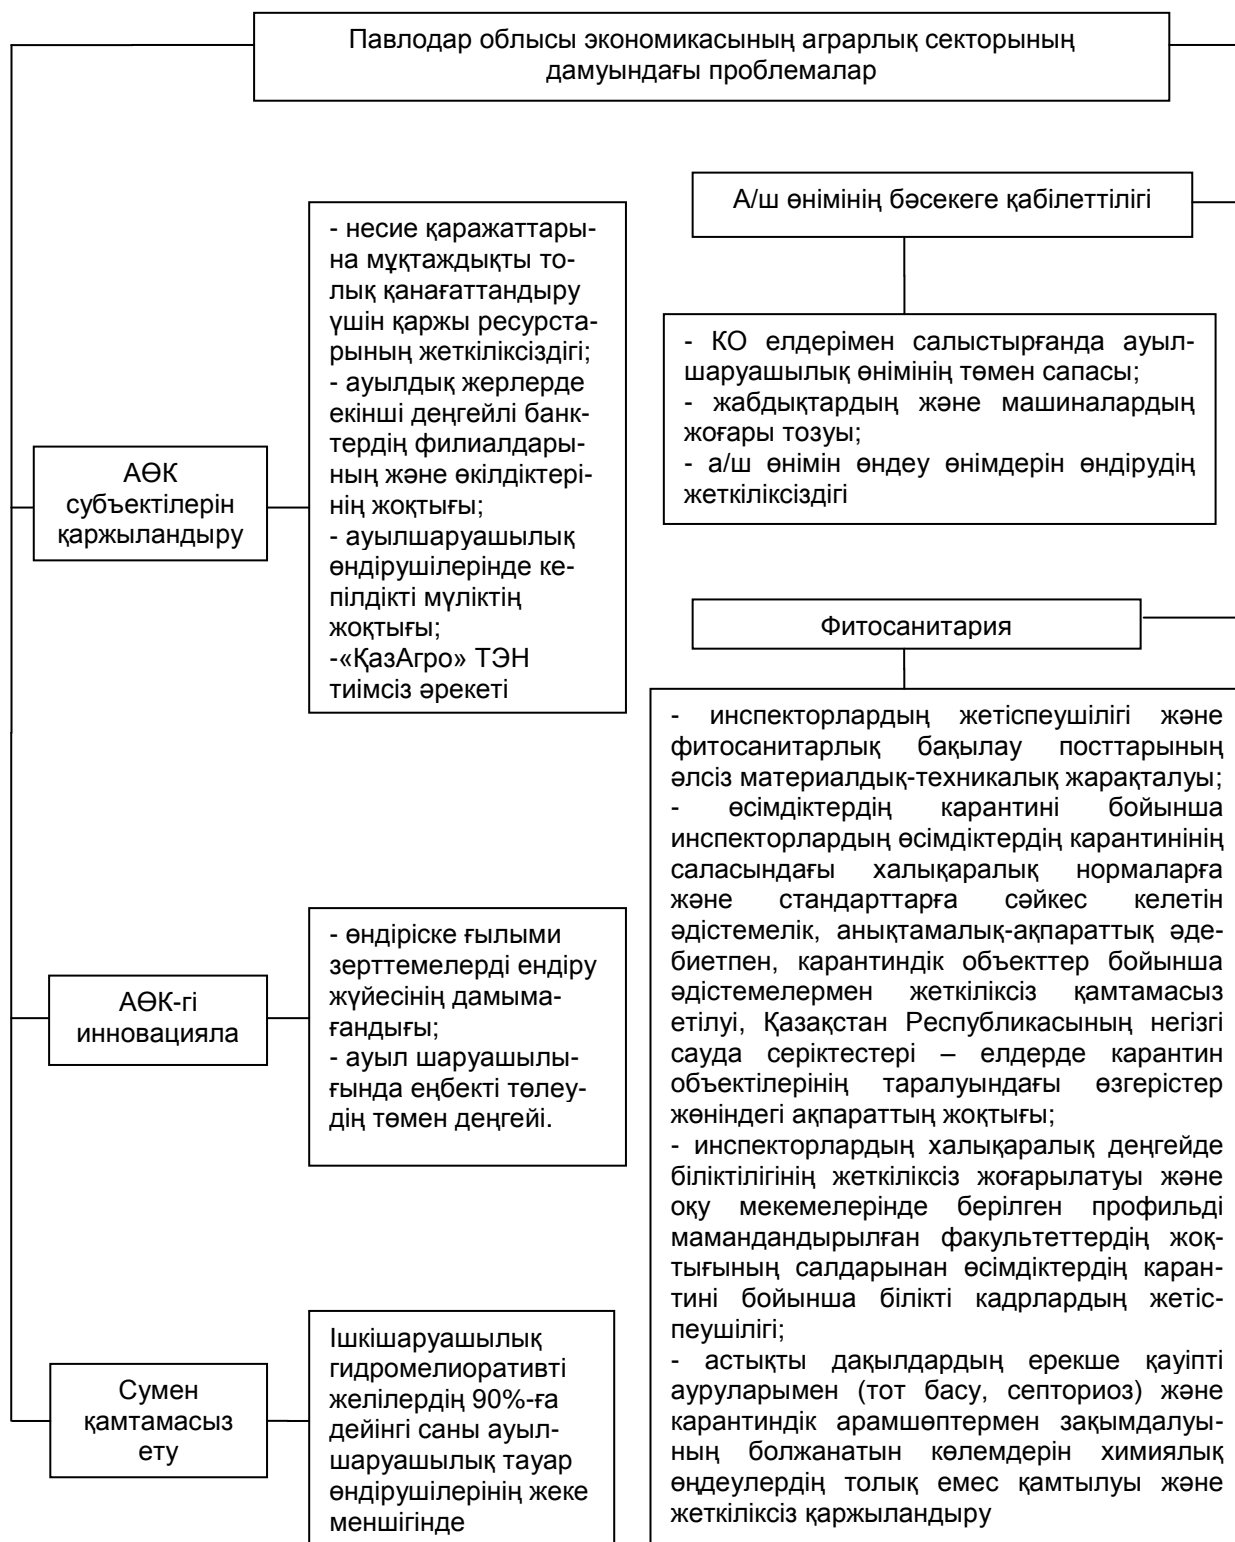 Павлодар облысы экономикасының аграрлық секторының
дамуындағы проблемалар
А/ш өнімінің бәсекеге қабілеттілігі
- КО елдерімен салыстырғанда ауыл-
шаруашылық өнімінің төмен сапасы;
- жабдықтардың және машиналардың
жоғары тозуы;
- а/ш өнімін өндеу өнімдерін өндірудің
жеткіліксіздігі
АӨК
субъектілерін
қаржыландыру
- несие қаражаттары-
на мұқтаждықты то-
лық қанағаттандыру
үшін қаржы ресурста-
рының жеткіліксіздігі;
- ауылдық жерлерде
екінші деңгейлі банк-
тердің филиалдары-
ның және өкілдіктері-
нің жоқтығы;
- ауылшаруашылық
өндірушілерінде ке-
пілдікті мүліктің
жоқтығы;
-«ҚазАгро» ТЭН
тиімсіз әрекеті
Фитосанитария
- инспекторлардың жетіспеушілігі және
фитосанитарлық бақылау посттарының
әлсіз материалдық-техникалық жарақталуы;
- өсімдіктердің карантині бойынша
инспекторлардың өсімдіктердің карантинінің
саласындағы халықаралық нормаларға
және стандарттарға сәйкес келетін
әдістемелік, анықтамалық-ақпараттық әде-
биетпен, карантиндік объекттер бойынша
әдістемелермен жеткіліксіз қамтамасыз
етілуі, Қазақстан Республикасының негізгі
сауда серіктестері – елдерде карантин
объектілерінің таралуындағы өзгерістер
жөніндегі ақпараттың жоқтығы;
- инспекторлардың халықаралық деңгейде
біліктілігінің жеткіліксіз жоғарылатуы және
оқу мекемелерінде берілген профильді
мамандандырылған факультеттердің жоқ-
тығының салдарынан өсімдіктердің каран-
тині бойынша білікті кадрлардың жетіс-
пеушілігі;
- астықты дақылдардың ерекше қауіпті
ауруларымен (тот басу, септориоз) және
карантиндік арамшөптермен зақымдалуы-
ның болжанатын көлемдерін химиялық
өңдеулердің толық емес қамтылуы және
жеткіліксіз қаржыландыру
АӨК-гі
инновацияла
- өндіріске ғылыми
зерттемелерді ендіру
жүйесінің дамыма-
ғандығы;
- ауыл шаруашылы-
ғында еңбекті төлеу-
дің төмен деңгейі.
Сумен
қамтамасыз
ету
Ішкішаруашылық
гидромелиоративті
желілердің 90%-ға
дейінгі саны ауыл-
шаруашылық тауар
өндірушілерінің жеке
меншігінде